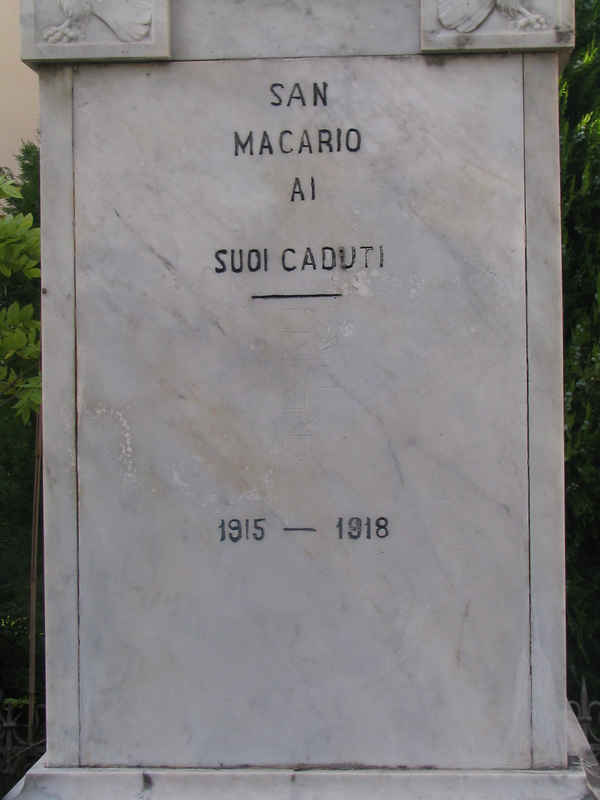 SAN
MACARIO
AI
SUOI CADUTI
1915 — 1918